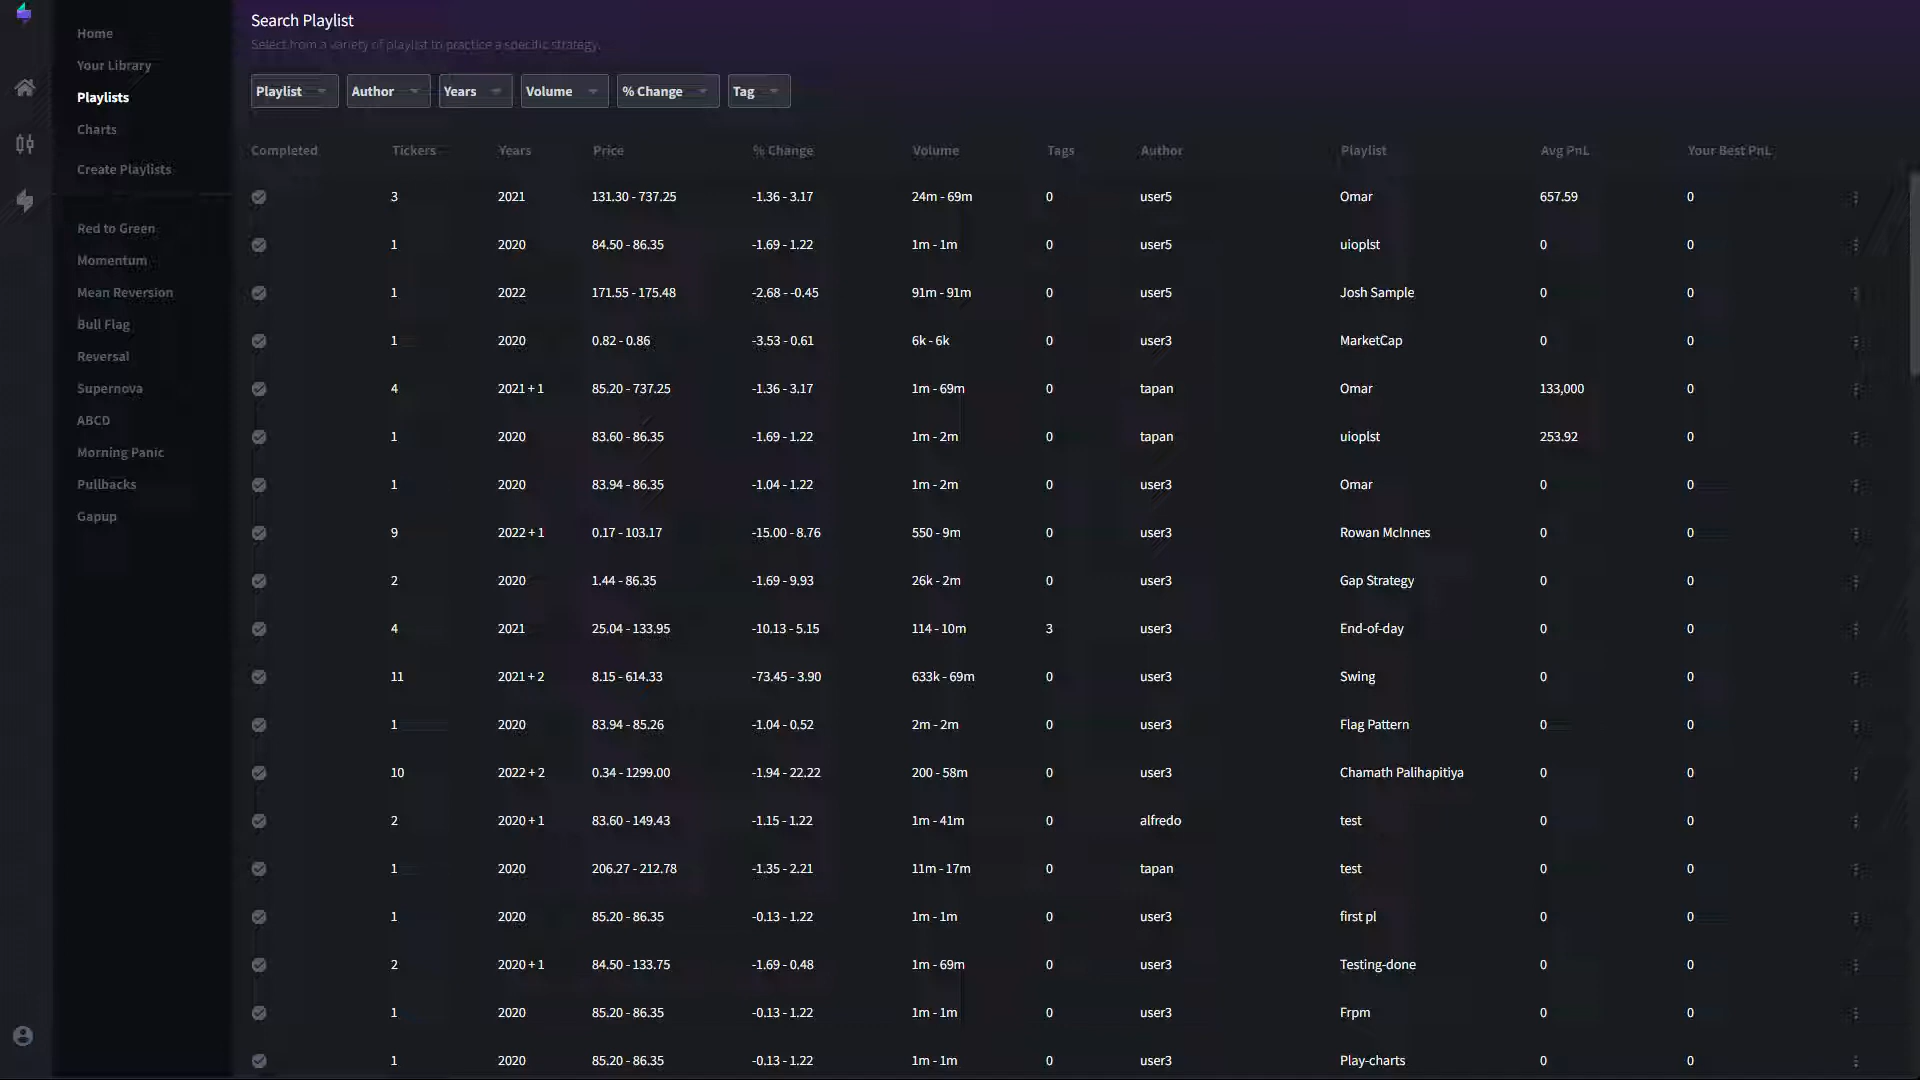 Search Playlist
Select from a variety of playlist to practice a specific strategy.
Home
Your Library
Playlists
Charts
Create Playlists
Red to Green
Momentum
Mean Reversion
Bull Flag
Reversal
Supernova
ABCD
Morning Panic
Pullbacks
Gapup
Playlist Author Years Volume % Change Tag
Completed Tickers Years Price % Change Volume Tags Author Playlist Avg PnL Your Best PnL
3 2021 131.30 - 737.25 -1.36 - 3.17 24m - 69m 0 user5 Omar 657.59 0
1 2020 84.50 - 86.35 -1.69 - 1.22 1m - 1m 0 user5 uioplst 0 0
1 2022 171.55 - 175.48 -2.68 - -0.45 91m - 91m 0 user5 Josh Sample 0 0
1 2020 0.82 - 0.86 -3.53 - 0.61 6k - 6k 0 user3 MarketCap 0 0
4 2021 + 1 85.20 - 737.25 -1.36 - 3.17 1m - 69m 0 tapan Omar 133,000 0
1 2020 83.60 - 86.35 -1.69 - 1.22 1m - 2m 0 tapan uioplst 253.92 0
1 2020 83.94 - 86.35 -1.04 - 1.22 1m - 2m 0 user3 Omar 0 0
9 2022 + 1 0.17 - 103.17 -15.00 - 8.76 550 - 9m 0 user3 Rowan McInnes 0 0
2 2020 1.44 - 86.35 -1.69 - 9.93 26k - 2m 0 user3 Gap Strategy 0 0
4 2021 25.04 - 133.95 -10.13 - 5.15 114 - 10m 3 user3 End-of-day 0 0
11 2021 + 2 8.15 - 614.33 -73.45 - 3.90 633k - 69m 0 user3 Swing 0 0
1 2020 83.94 - 85.26 -1.04 - 0.52 2m - 2m 0 user3 Flag Pattern 0 0
10 2022 + 2 0.34 - 1299.00 -1.94 - 22.22 200 - 58m 0 user3 Chamath Palihapitiya 0 0
2 2020 + 1 83.60 - 149.43 -1.15 - 1.22 1m - 41m 0 alfredo test 0 0
1 2020 206.27 - 212.78 -1.35 - 2.21 11m - 17m 0 tapan test 0 0
1 2020 85.20 - 86.35 -0.13 - 1.22 1m - 1m 0 user3 first pl 0 0
2 2020 + 1 84.50 - 133.75 -1.69 - 0.48 1m - 69m 0 user3 Testing-done 0 0
1 2020 85.20 - 86.35 -0.13 - 1.22 1m - 1m 0 user3 Frpm 0 0
1 2020 85.20 - 86.35 -0.13 - 1.22 1m - 1m 0 user3 Play-charts 0 0